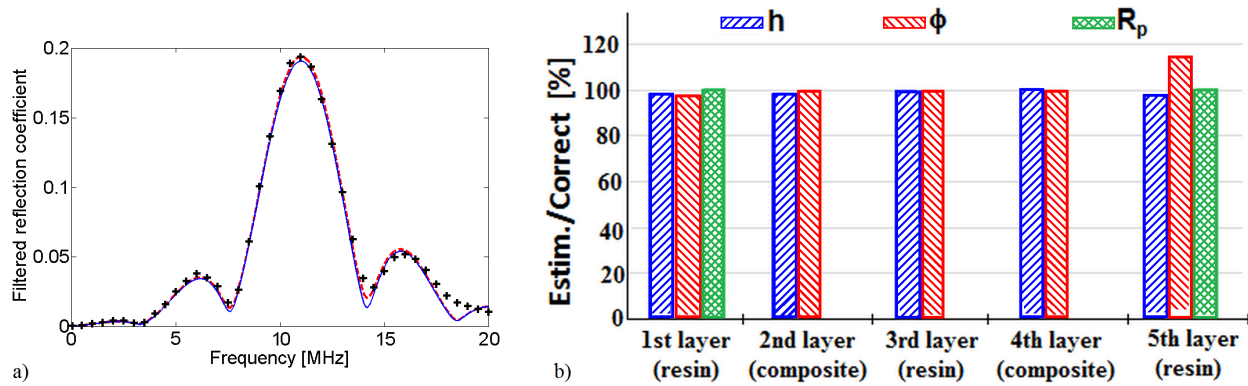 a)
Filtered reflection coefficient
0.2
0.15
0.1
0.05
0
0 5 10 15 20
Frequency [MHz]
b)
h ϕ Rp
Estim./Correct [%]
120
100
80
60
40
20
0
1st layer 2nd layer 3rd layer 4th layer 5th layer
(resin) (composite) (resin) (composite) (resin)